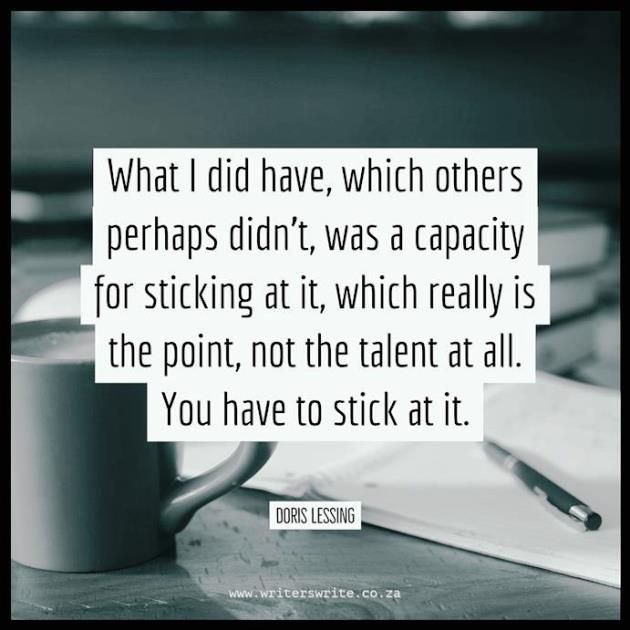 What I did have, which others
perhaps didn't, was a capacity
for sticking at it, which really is
the point, not the talent at all.
You have to stick at it.
DORIS LESSING
www.writerswrite.co.za